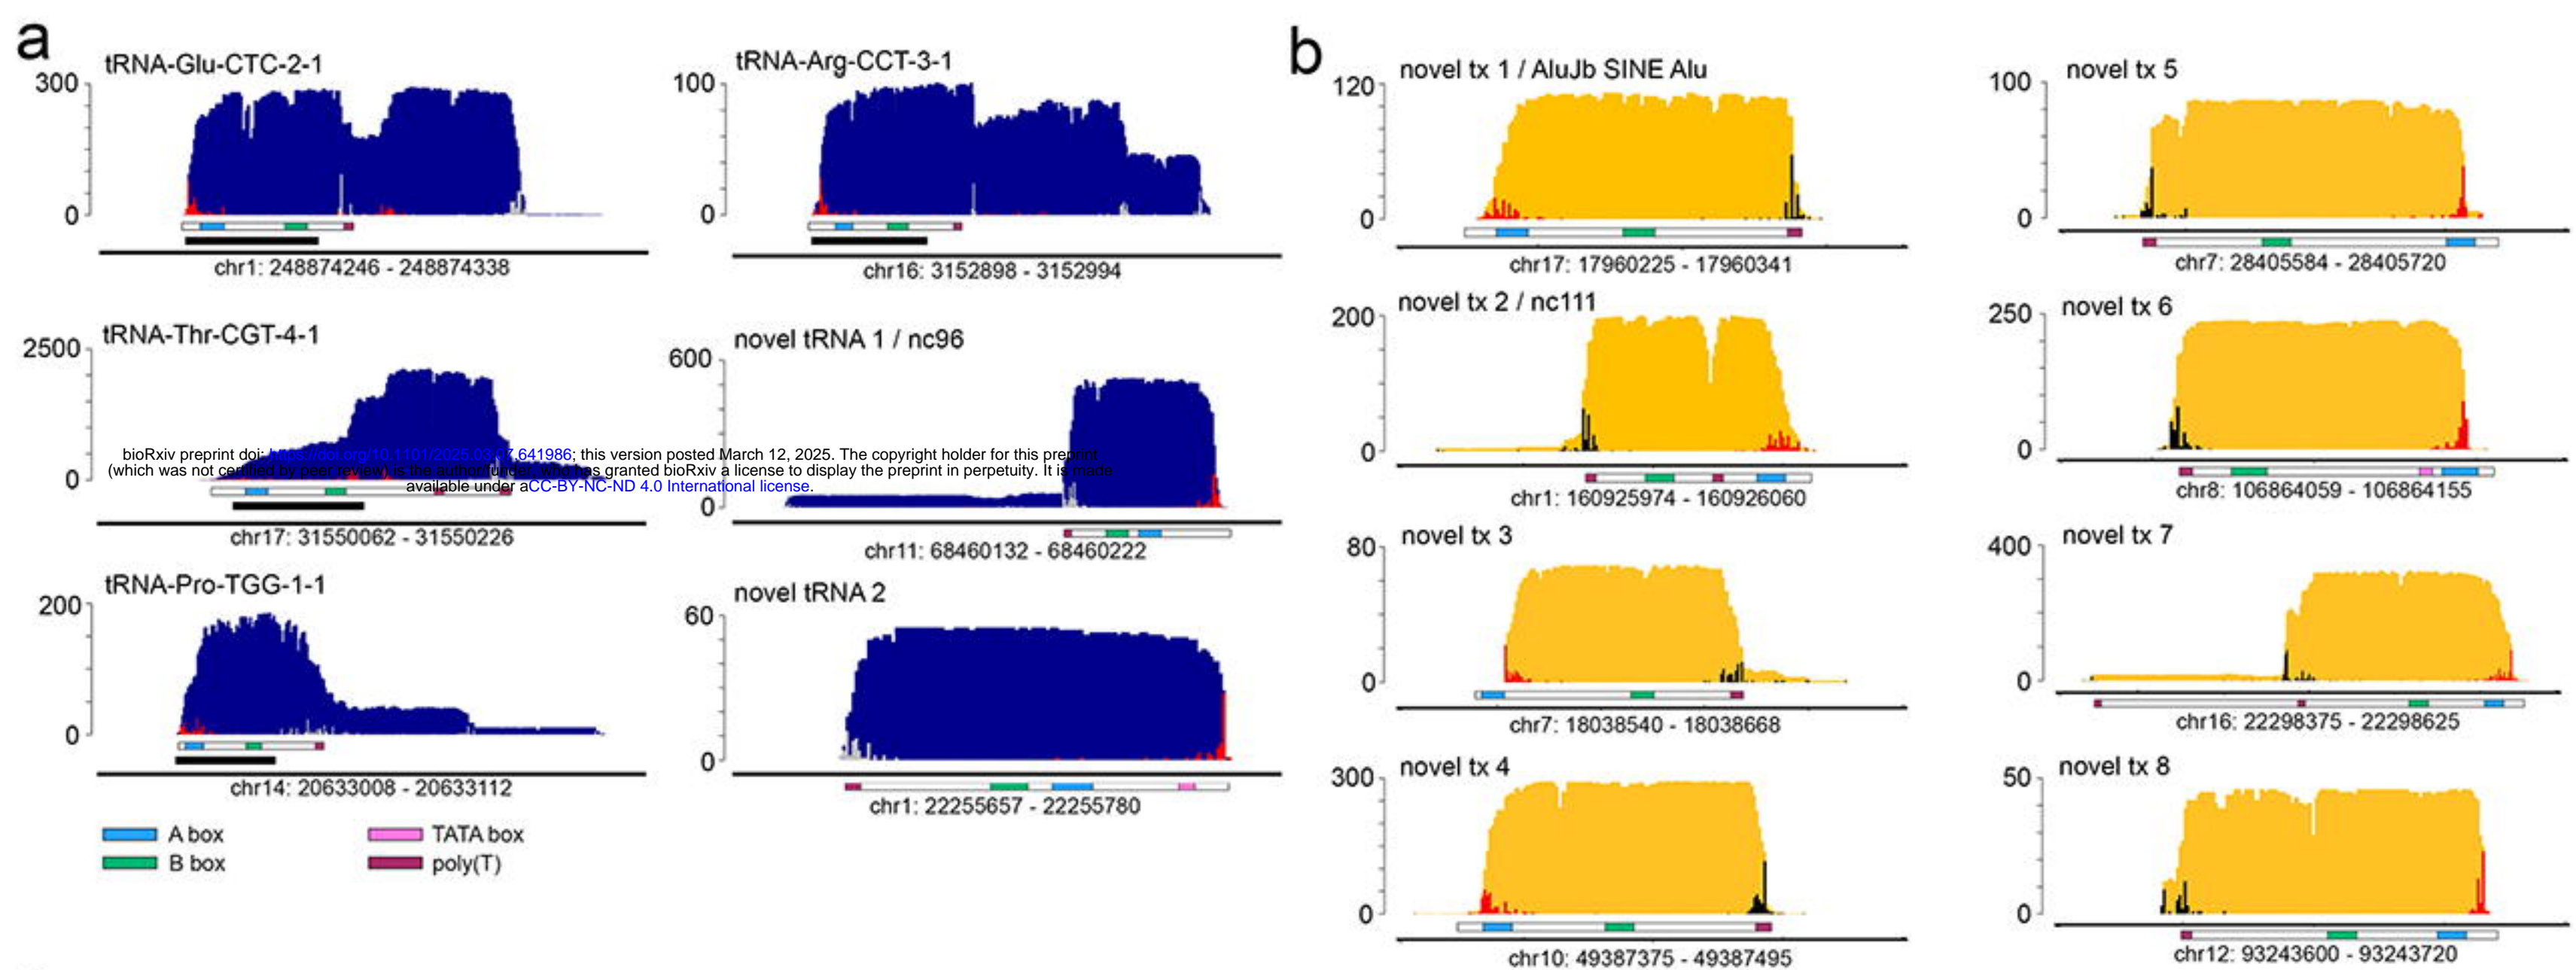 a
tRNA-Glu-CTC-2-1
300
0
chr1: 248874246 - 248874338
tRNA-Arg-CCT-3-1
100
0
chr16: 3152898 - 3152994
tRNA-Thr-CGT-4-1
2500
0
chr17: 31550062 - 31550226
novel tRNA 1 / nc96
600
0
chr11: 68460132 - 68460222
bioRxiv preprint doi: https://doi.org/10.1101/2025.03.07.641986; this version posted March 12, 2025. The copyright holder for this preprint
(which was not certified by peer review) is the author/funder, who has granted bioRxiv a license to display the preprint in perpetuity. It is made
available under aCC-BY-NC-ND 4.0 International license.
tRNA-Pro-TGG-1-1
200
0
chr14: 20633008 - 20633112
novel tRNA 2
60
0
chr1: 22255657 - 22255780
A box
TATA box
B box
poly(T)
b
novel tx 1 / AluJb SINE Alu
120
0
chr17: 17960225 - 17960341
novel tx 5
100
0
chr7: 28405584 - 28405720
novel tx 2 / nc111
200
0
chr1: 160925974 - 160926060
novel tx 6
250
0
chr8: 106864059 - 106864155
novel tx 3
80
0
chr7: 18038540 - 18038668
novel tx 7
400
0
chr16: 22298375 - 22298625
novel tx 4
300
0
chr10: 49387375 - 49387495
novel tx 8
50
0
chr12: 93243600 - 93243720